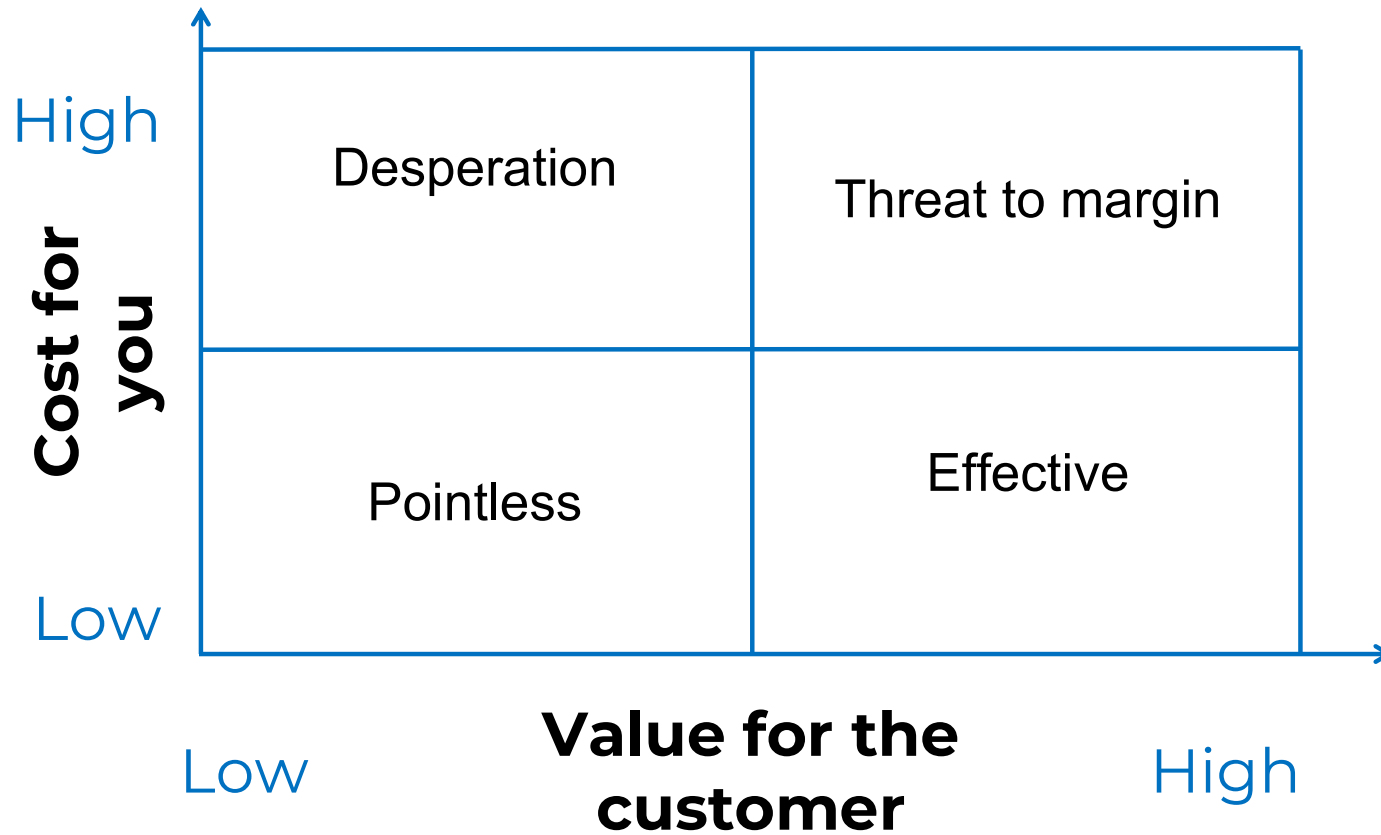 High
Desperation
Threat to margin
Cost for
you
Pointless
Effective
Low
Low
Value for the
customer
High